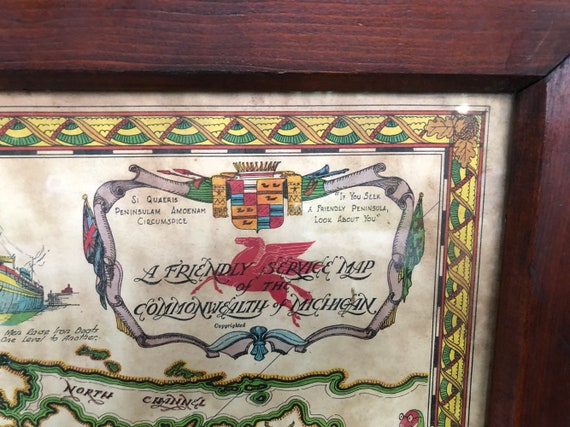 SI QUAERIS
PENINSULAM AMOENAM
CIRCUMSPICE
"IF YOU SEEK
A FRIENDLY PENINSULA,
LOOK ABOUT YOU"
A FRIENDLY SERVICE MAP
OF THE
COMMONWEALTH of MICHIGAN
Copyrighted
Men Raise Iron Boats
One Level to Another.
NORTH CHANNEL